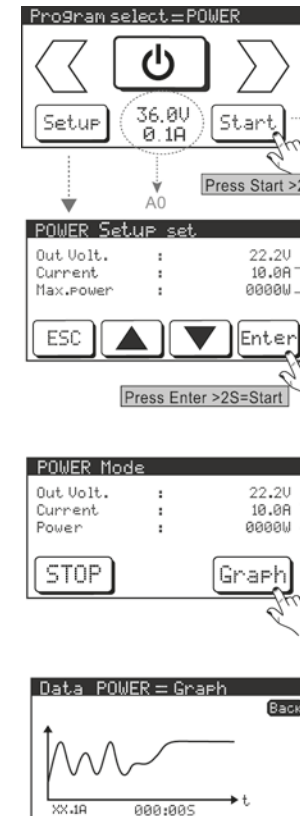 Program select=POWER
Setup
36.0V
0.1A
Start
Press Start >2
A0
POWER Setup set
Out Volt. : 22.2V
Current : 10.0A
Max.power : 0000W
ESC
Enter
Press Enter >2S=Start
POWER Mode
Out Volt. : 22.2V
Current : 10.0A
Power : 0000W
STOP
Graph
Data POWER=Graph
Back
t
XX.1A 000:00S